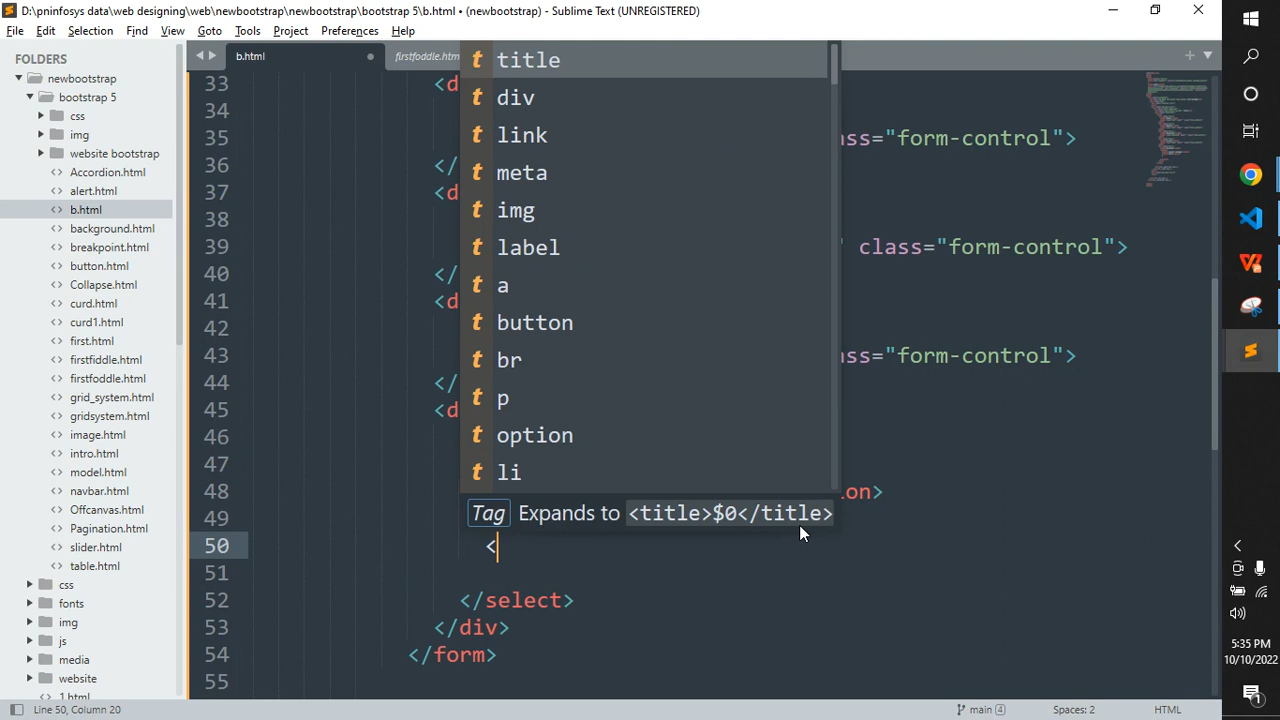 D:\pninfosys data\web designing\web\newbootstrap\newbootstrap\bootstrap 5\b.html • (newbootstrap) - Sublime Text (UNREGISTERED)
File Edit Selection Find View Goto Tools Project Preferences Help
FOLDERS
newbootstrap
bootstrap 5
css
img
website bootstrap
Accordion.html
alert.html
b.html
background.html
breakpoint.html
button.html
Collapse.html
curd.html
curd1.html
first.html
firstfiddle.html
firstfoddle.html
grid_system.html
gridsystem.html
image.html
intro.html
model.html
navbar.html
Offcanvas.html
Pagination.html
slider.html
table.html
css
fonts
img
js
media
website
1.html
b.html firstfoddle.htm
33 <d
34
35 ass="form-control">
36 </
37 <d
38
39 " class="form-control">
40 </
41 <d
42
43 ass="form-control">
44 </
45 <d
46
47
48 ion>
49
50 <
51
52 </select>
53 </div>
54 </form>
55
t title
t div
t link
t meta
t img
t label
t a
t button
t br
t p
t option
t li
Tag Expands to <title>$0</title>
Line 50, Column 20 main 4 Spaces: 2 HTML
5:35 PM
10/10/2022
1